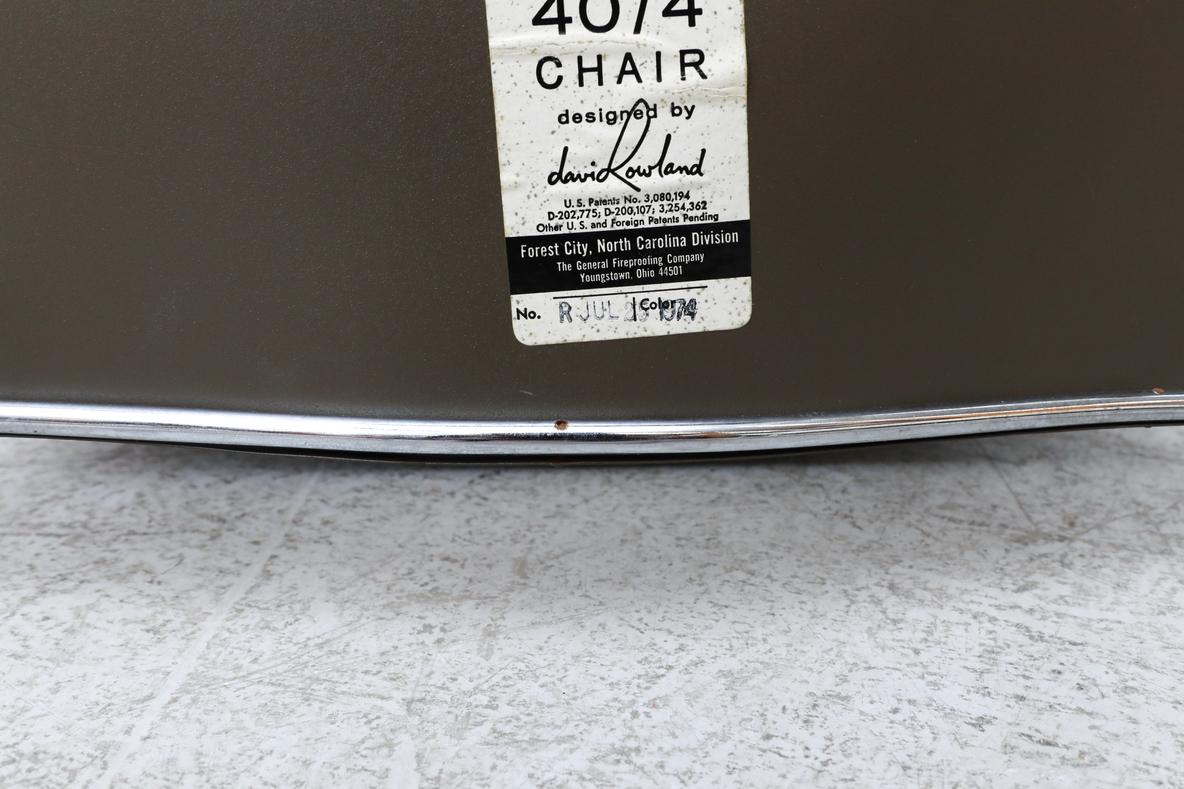 40/4
CHAIR
designed by
david Rowland
U.S. Patents No. 3,080,194
D-202,775; D-200,107; 3,254,362
Other U.S. and Foreign Patents Pending
Forest City, North Carolina Division
The General Fireproofing Company
Youngstown, Ohio 44501
No. R JUL 1974 Color